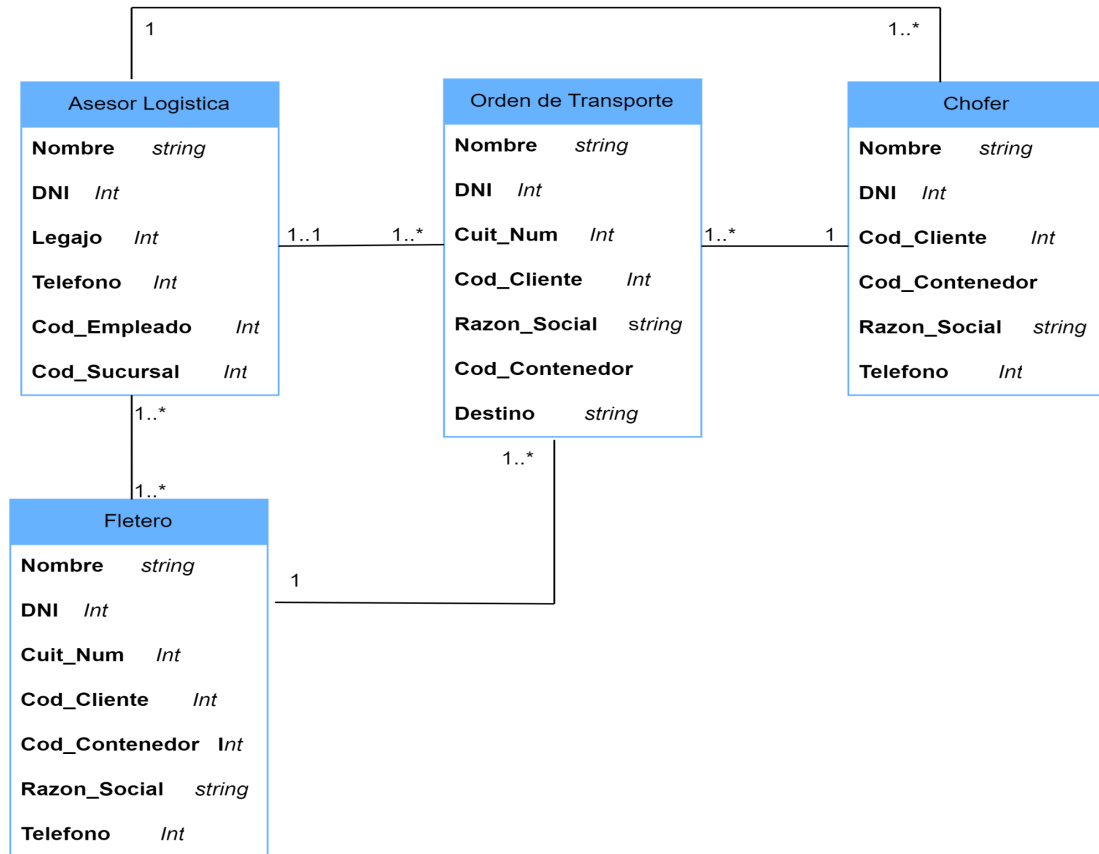 1
1..*
Asesor Logistica
Nombre string
DNI Int
Legajo Int
Telefono Int
Cod_Empleado Int
Cod_Sucursal Int
1..1
1..*
Orden de Transporte
Nombre string
DNI Int
Cuit_Num Int
Cod_Cliente Int
Razon_Social string
Cod_Contenedor
Destino string
1..*
1
Chofer
Nombre string
DNI Int
Cod_Cliente Int
Cod_Contenedor
Razon_Social string
Telefono Int
1..*
1..*
1..*
1
Fletero
Nombre string
DNI Int
Cuit_Num Int
Cod_Cliente Int
Cod_Contenedor Int
Razon_Social string
Telefono Int